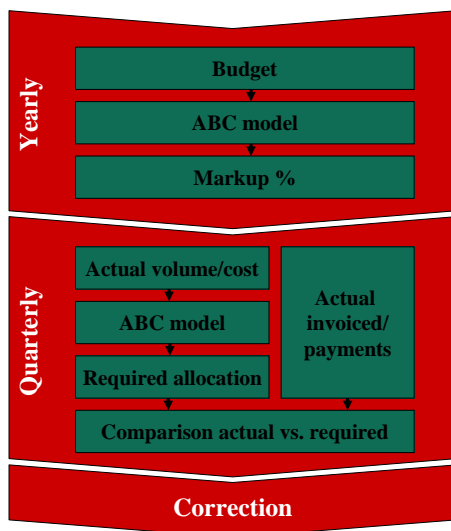 Yearly
Budget
ABC model
Markup %
Quarterly
Actual volume/cost
ABC model
Required allocation
Actual
invoiced/
payments
Comparison actual vs. required
Correction